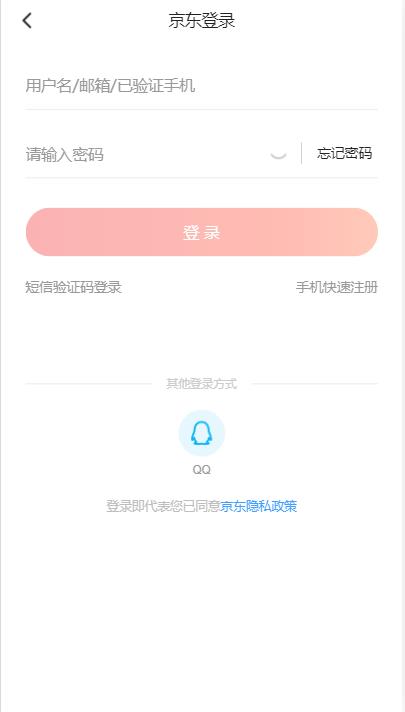 京东登录
用户名/邮箱/已验证手机
请输入密码 忘记密码
登录
短信验证码登录 手机快速注册
其他登录方式
QQ
登录即代表您已同意京东隐私政策